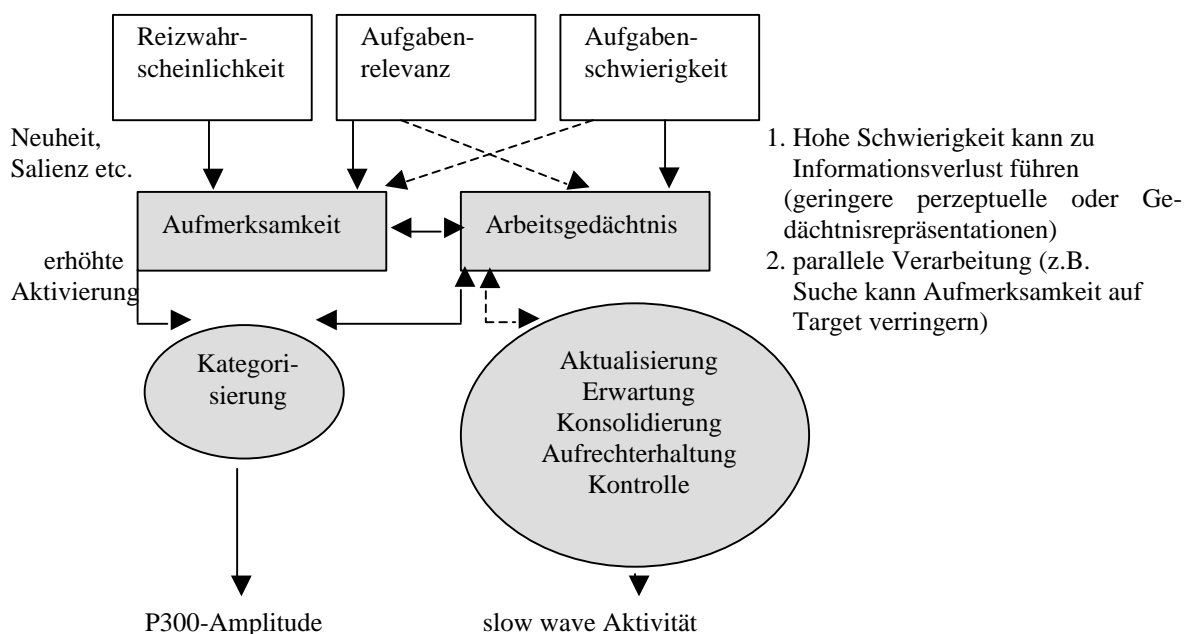 Reizwahr-
scheinlichkeit
Aufgaben-
relevanz
Aufgaben-
schwierigkeit
Neuheit,
Salienz etc.
1. Hohe Schwierigkeit kann zu
Informationsverlust führen
(geringere perzeptuelle oder Ge-
dächtnisrepräsentationen)
2. parallele Verarbeitung (z.B.
Suche kann Aufmerksamkeit auf
Target verringern)
Aufmerksamkeit
Arbeitsgedächtnis
erhöhte
Aktivierung
Kategori-
sierung
Aktualisierung
Erwartung
Konsolidierung
Aufrechterhaltung
Kontrolle
P300-Amplitude
slow wave Aktivität